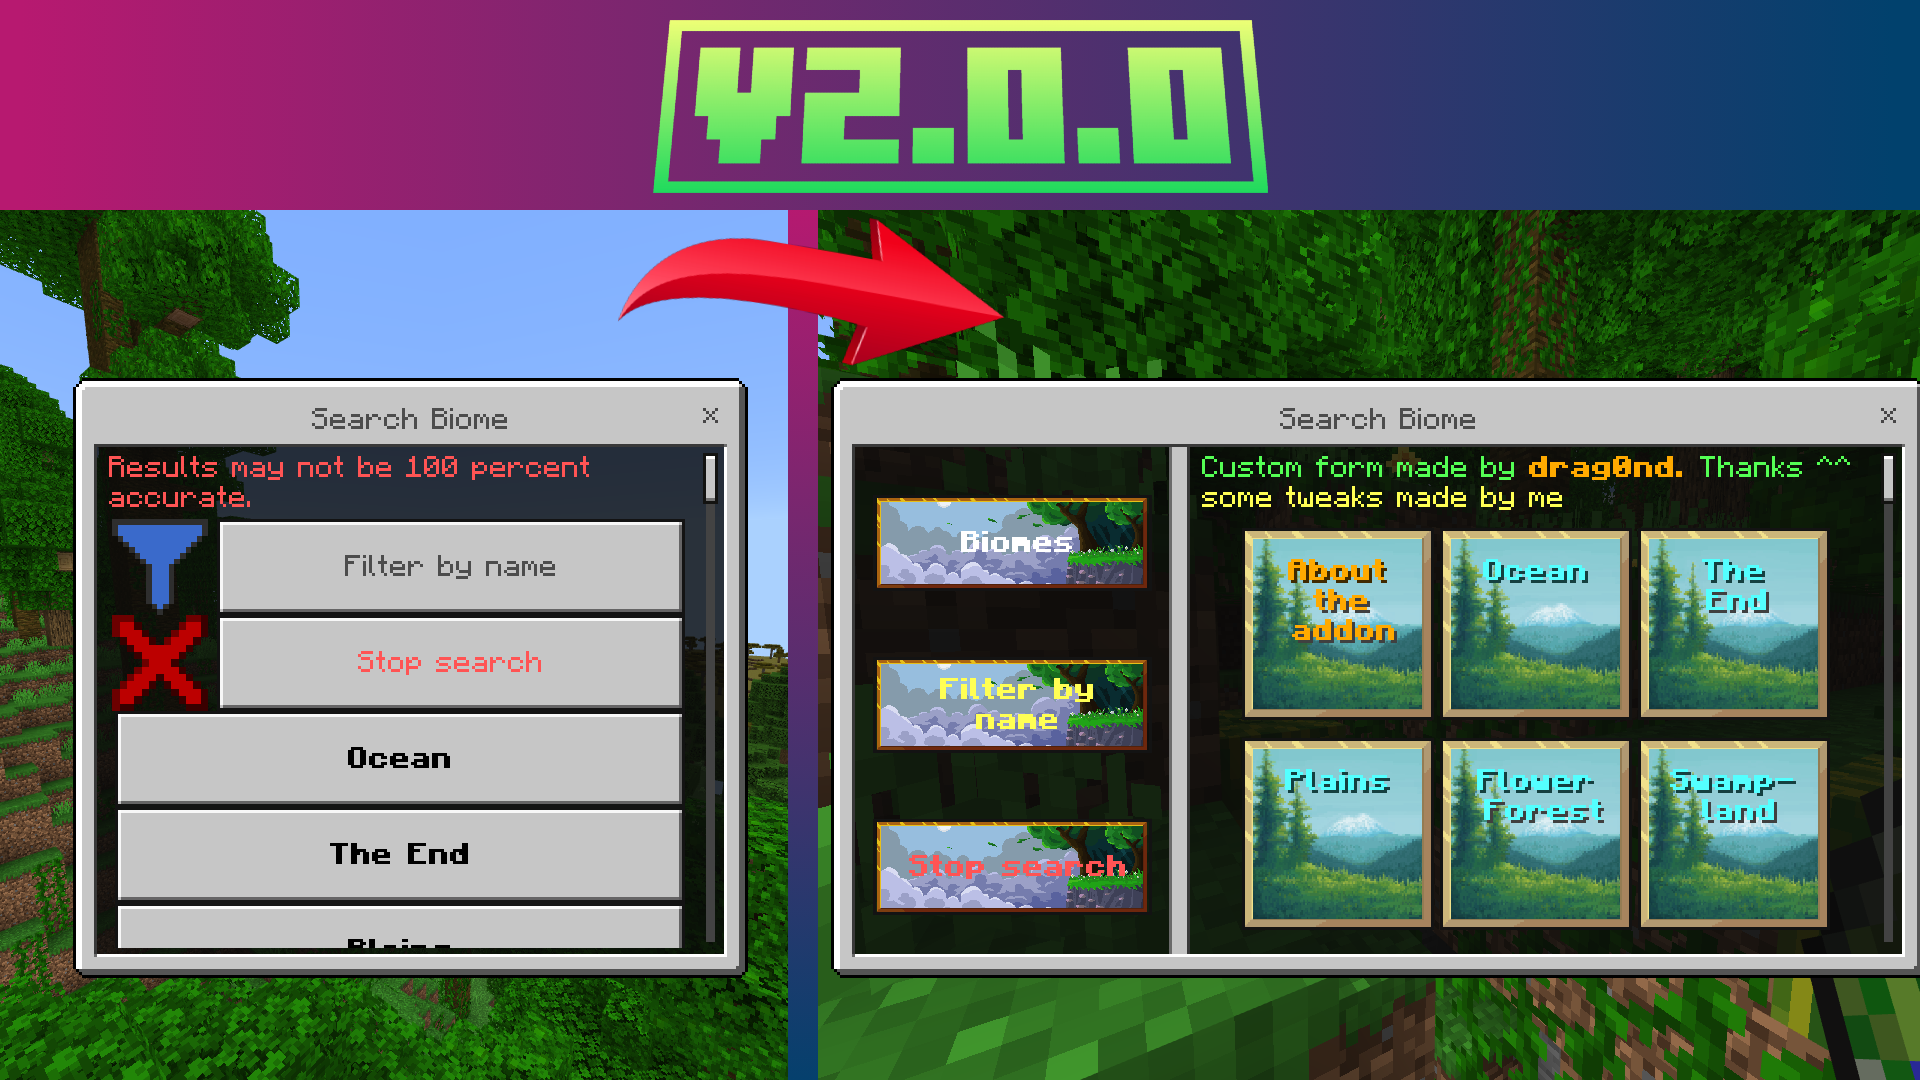 V2.0.0
Search Biome
Results may not be 100 percent
accurate.
Filter by name
Stop search
Ocean
The End
Plains
Search Biome
Biomes
Filter by
name
Stop search
Custom form made by drag0nd. Thanks ^^
some tweaks made by me
About
the
addon
Ocean
The
End
Plains
Flower
Forest
Swamp-
land